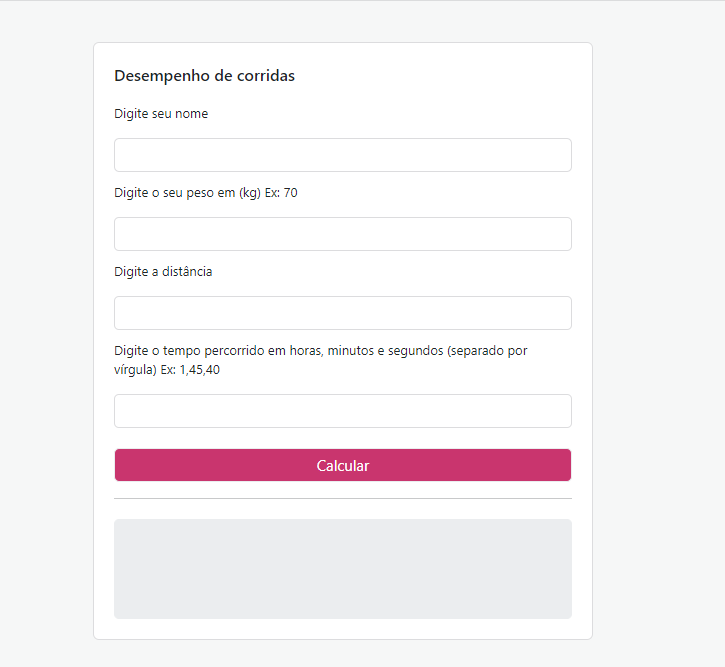 Desempenho de corridas
Digite seu nome
Digite o seu peso em (kg) Ex: 70
Digite a distância
Digite o tempo percorrido em horas, minutos e segundos (separado por
vírgula) Ex: 1,45,40
Calcular